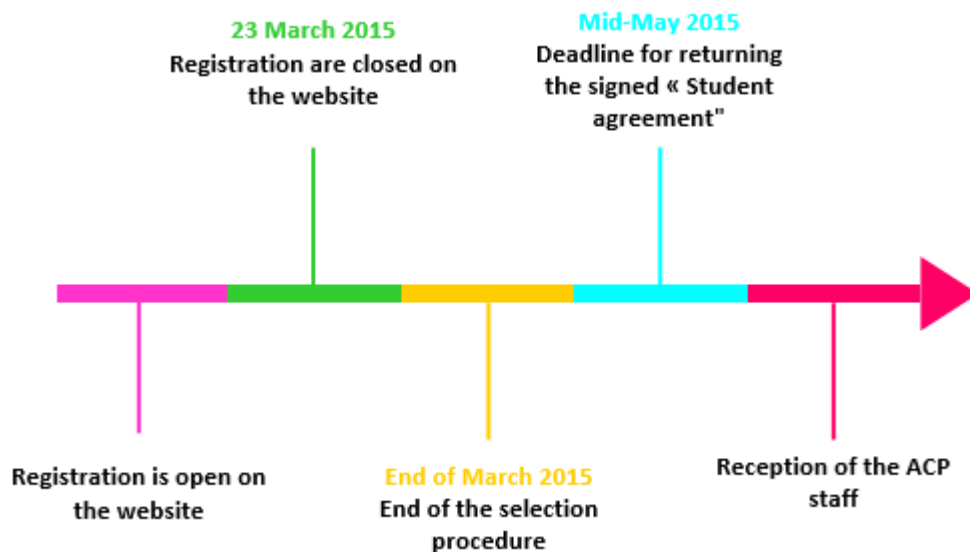 23 March 2015
Registration are closed on
the website
Mid-May 2015
Deadline for returning
the signed « Student
agreement"
Registration is open on
the website
End of March 2015
End of the selection
procedure
Reception of the ACP
staff